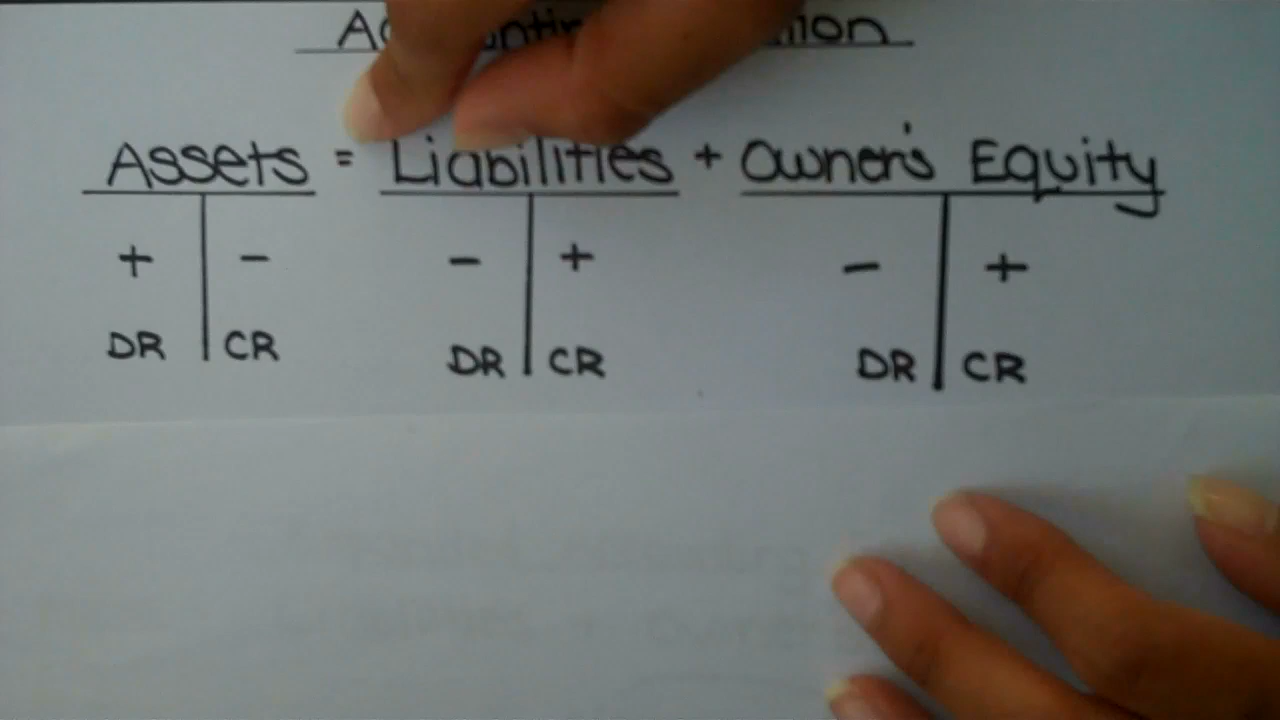 Assets = Liabilities + Owner's Equity
+ - - + - +
DR CR DR CR DR CR